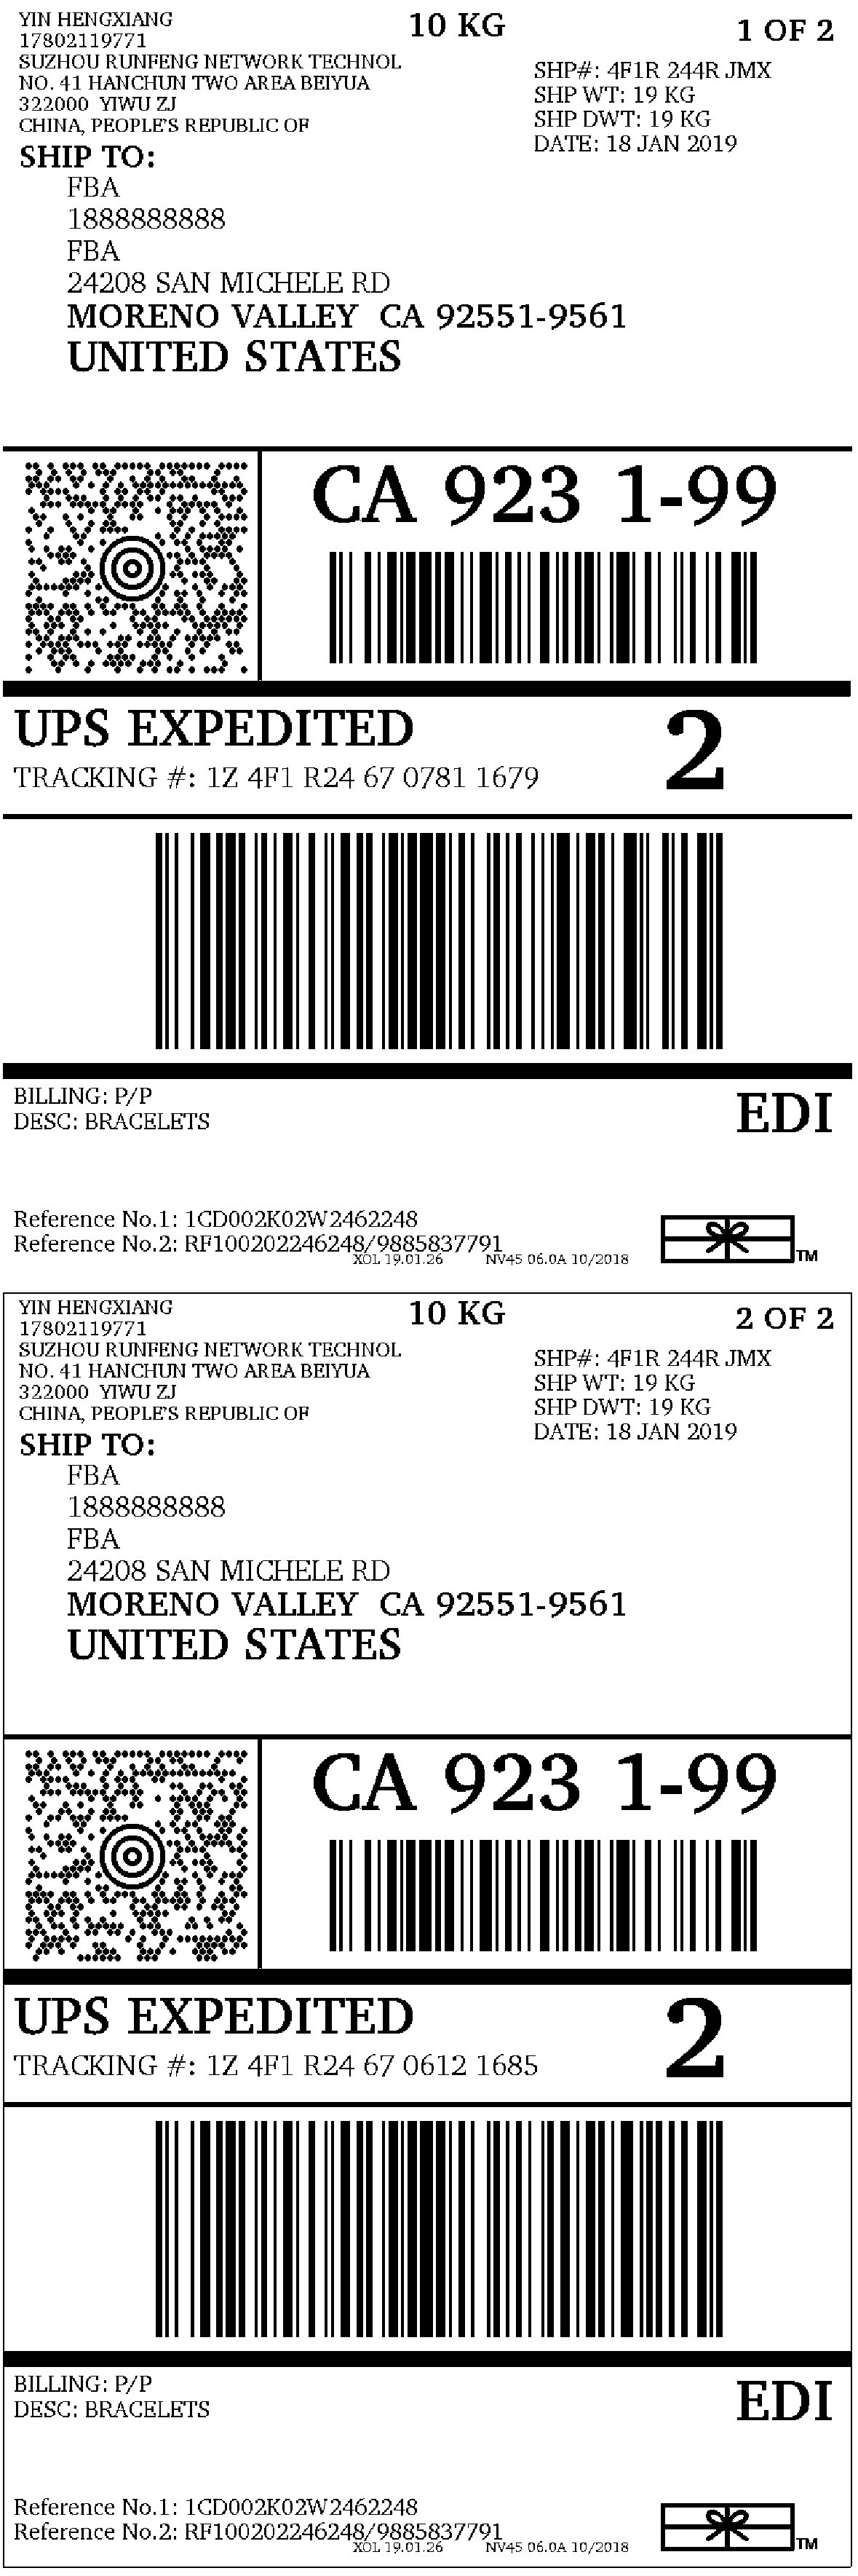 YIN HENGXIANG
17802119771
SUZHOU RUNFENG NETWORK TECHNOL
NO. 41 HANCHUN TWO AREA BEIYUA
322000  YIWU ZJ
CHINA, PEOPLE'S REPUBLIC OF
10 KG
1 OF 2
SHP#: 4F1R 244R JMX
SHP WT: 19 KG
SHP DWT: 19 KG
DATE: 18 JAN 2019
SHIP TO:
FBA
1888888888
FBA
24208 SAN MICHELE RD
MORENO VALLEY  CA 92551-9561
UNITED STATES
CA 923 1-99
UPS EXPEDITED
2
TRACKING #: 1Z 4F1 R24 67 0781 1679
BILLING: P/P
DESC: BRACELETS
EDI
Reference No.1: 1CD002K02W2462248
Reference No.2: RF100202246248/9885837791
XOL 19.01.26
NV45 06.0A 10/2018
TM
YIN HENGXIANG
17802119771
SUZHOU RUNFENG NETWORK TECHNOL
NO. 41 HANCHUN TWO AREA BEIYUA
322000  YIWU ZJ
CHINA, PEOPLE'S REPUBLIC OF
10 KG
2 OF 2
SHP#: 4F1R 244R JMX
SHP WT: 19 KG
SHP DWT: 19 KG
DATE: 18 JAN 2019
SHIP TO:
FBA
1888888888
FBA
24208 SAN MICHELE RD
MORENO VALLEY  CA 92551-9561
UNITED STATES
CA 923 1-99
UPS EXPEDITED
2
TRACKING #: 1Z 4F1 R24 67 0612 1685
BILLING: P/P
DESC: BRACELETS
EDI
Reference No.1: 1CD002K02W2462248
Reference No.2: RF100202246248/9885837791
XOL 19.01.26
NV45 06.0A 10/2018
TM